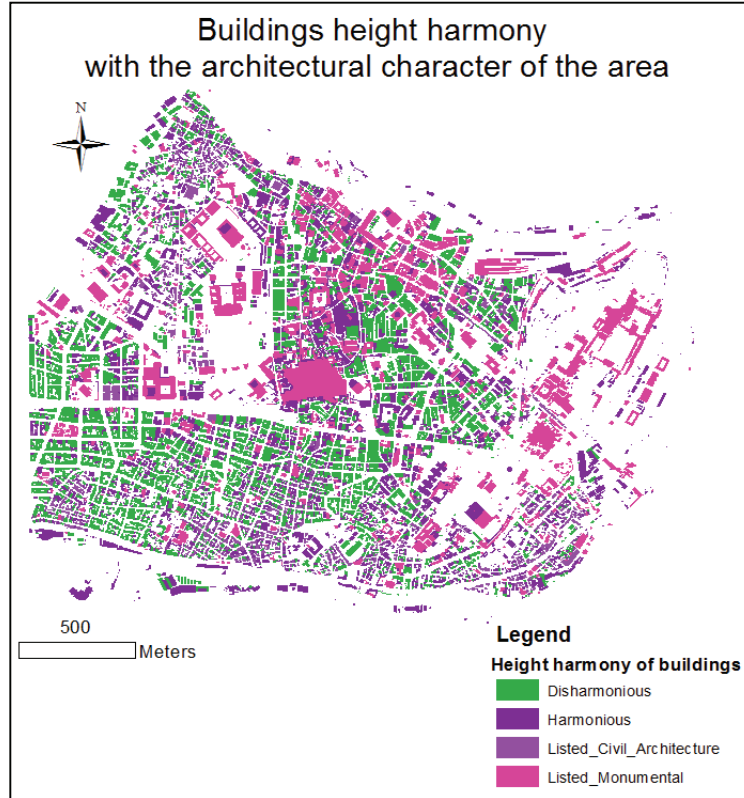 Buildings height harmony
with the architectural character of the area
N
500
Meters
Legend
Height harmony of buildings
Disharmonious
Harmonious
Listed_Civil_Architecture
Listed_Monumental